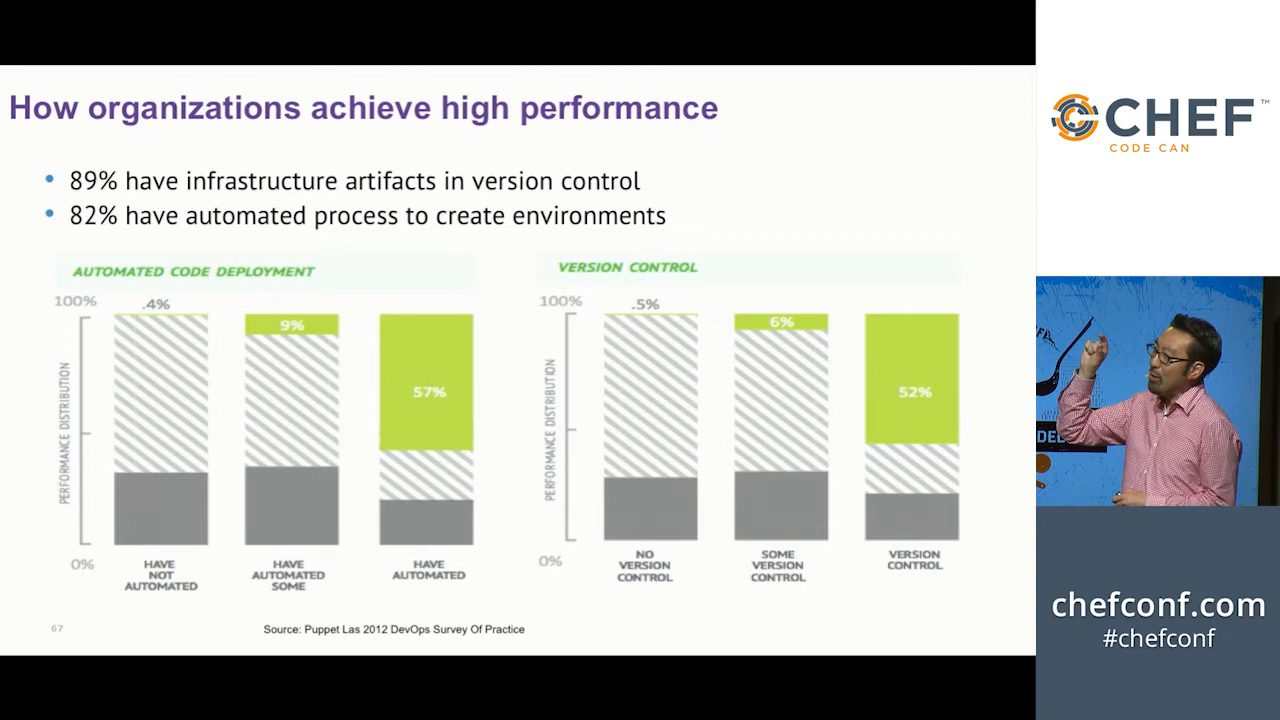 How organizations achieve high performance
• 89% have infrastructure artifacts in version control
• 82% have automated process to create environments
AUTOMATED CODE DEPLOYMENT
100%
.4%
9%
57%
PERFORMANCE DISTRIBUTION
0%
HAVE
NOT
AUTOMATED
HAVE
AUTOMATED
SOME
HAVE
AUTOMATED
VERSION CONTROL
100%
.5%
6%
52%
PERFORMANCE DISTRIBUTION
0%
NO
VERSION
CONTROL
SOME
VERSION
CONTROL
VERSION
CONTROL
67
Source: Puppet Las 2012 DevOps Survey Of Practice
CHEF™
CODE CAN
DEL
chefconf.com
#chefconf